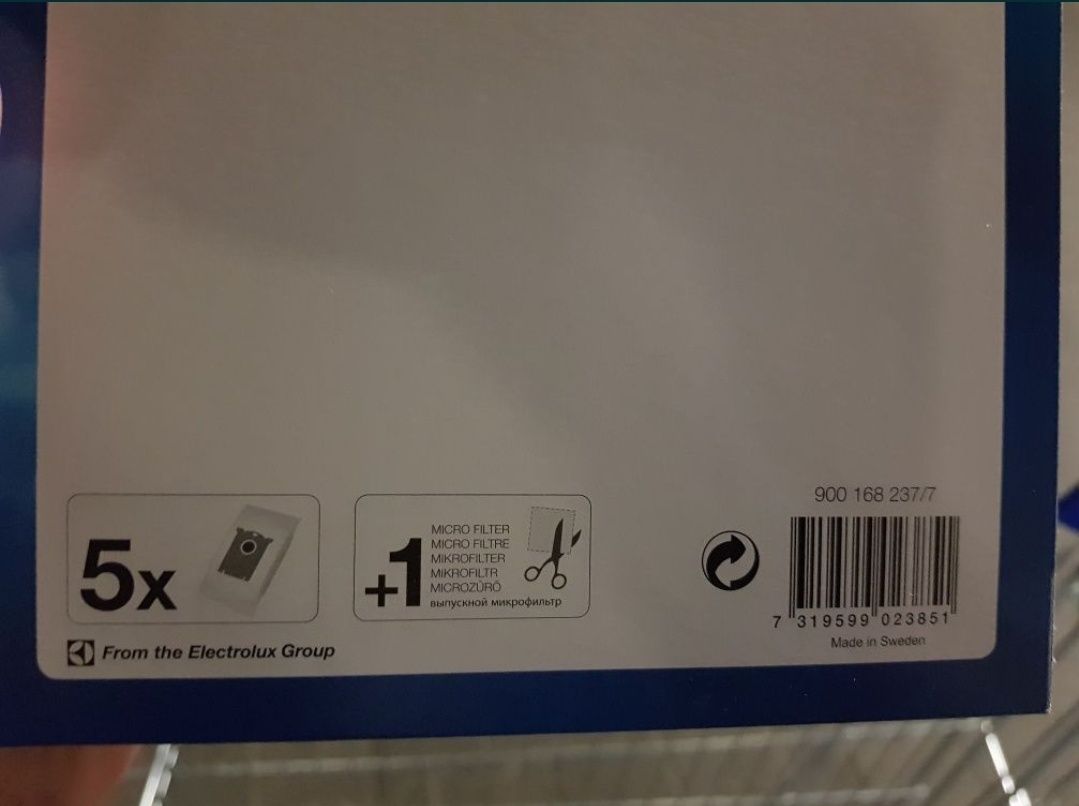 5x
+1
MICRO FILTER
MICRO FILTRE
MIKROFILTER
MIKROFILTR
MICROZŰRŐ
выпускной микрофильтр
900 168 237/7
7 319599 023851
Made in Sweden
From the Electrolux Group